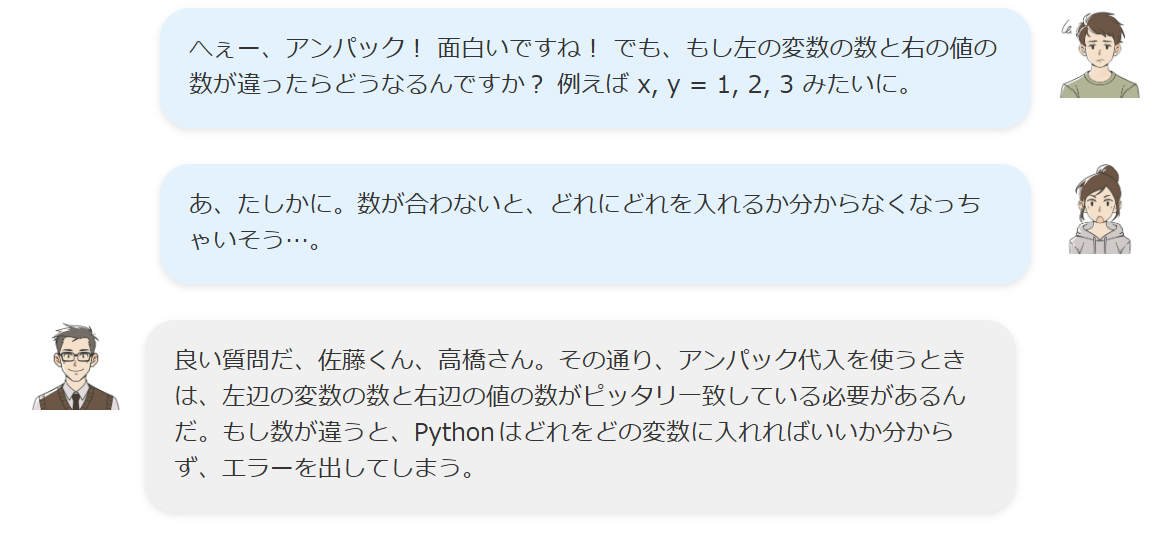 へぇー、アンパック！ 面白いですね！ でも、もし左の変数の数と右の値の
数が違ったらどうなるんですか？ 例えば x, y = 1, 2, 3 みたいに。
あ、たしかに。数が合わないと、どれにどれを入れるか分からなくなっち
ゃいそう…。
良い質問だ、佐藤くん、高橋さん。その通り、アンパック代入を使うとき
は、左辺の変数の数と右辺の値の数がピッタリ一致している必要があるん
だ。もし数が違うと、Pythonはどれをどの変数に入れればいいか分から
ず、エラーを出してしまう。